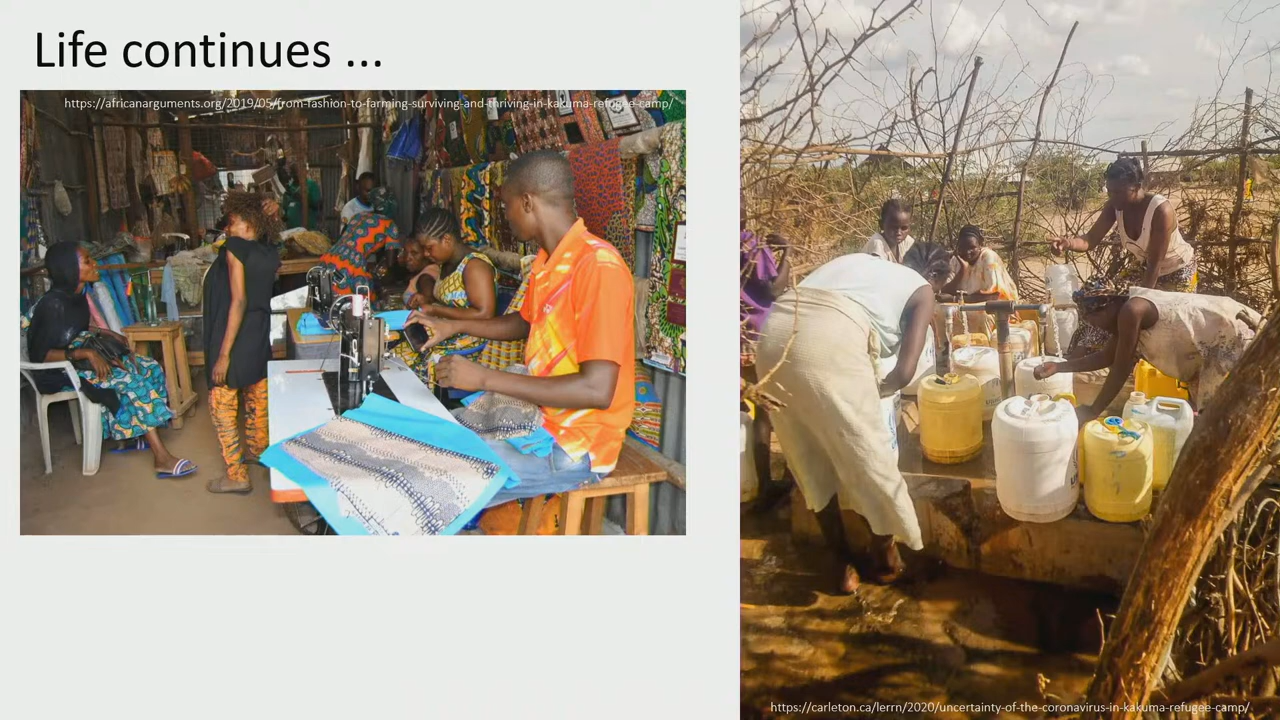 Life continues ...
https://africanarguments.org/2019/05/from-fashion-to-farming-surviving-and-thriving-in-kakuma-refugee-camp/
https://carleton.ca/lerrn/2020/uncertainty-of-the-coronavirus-in-kakuma-refugee-camp/